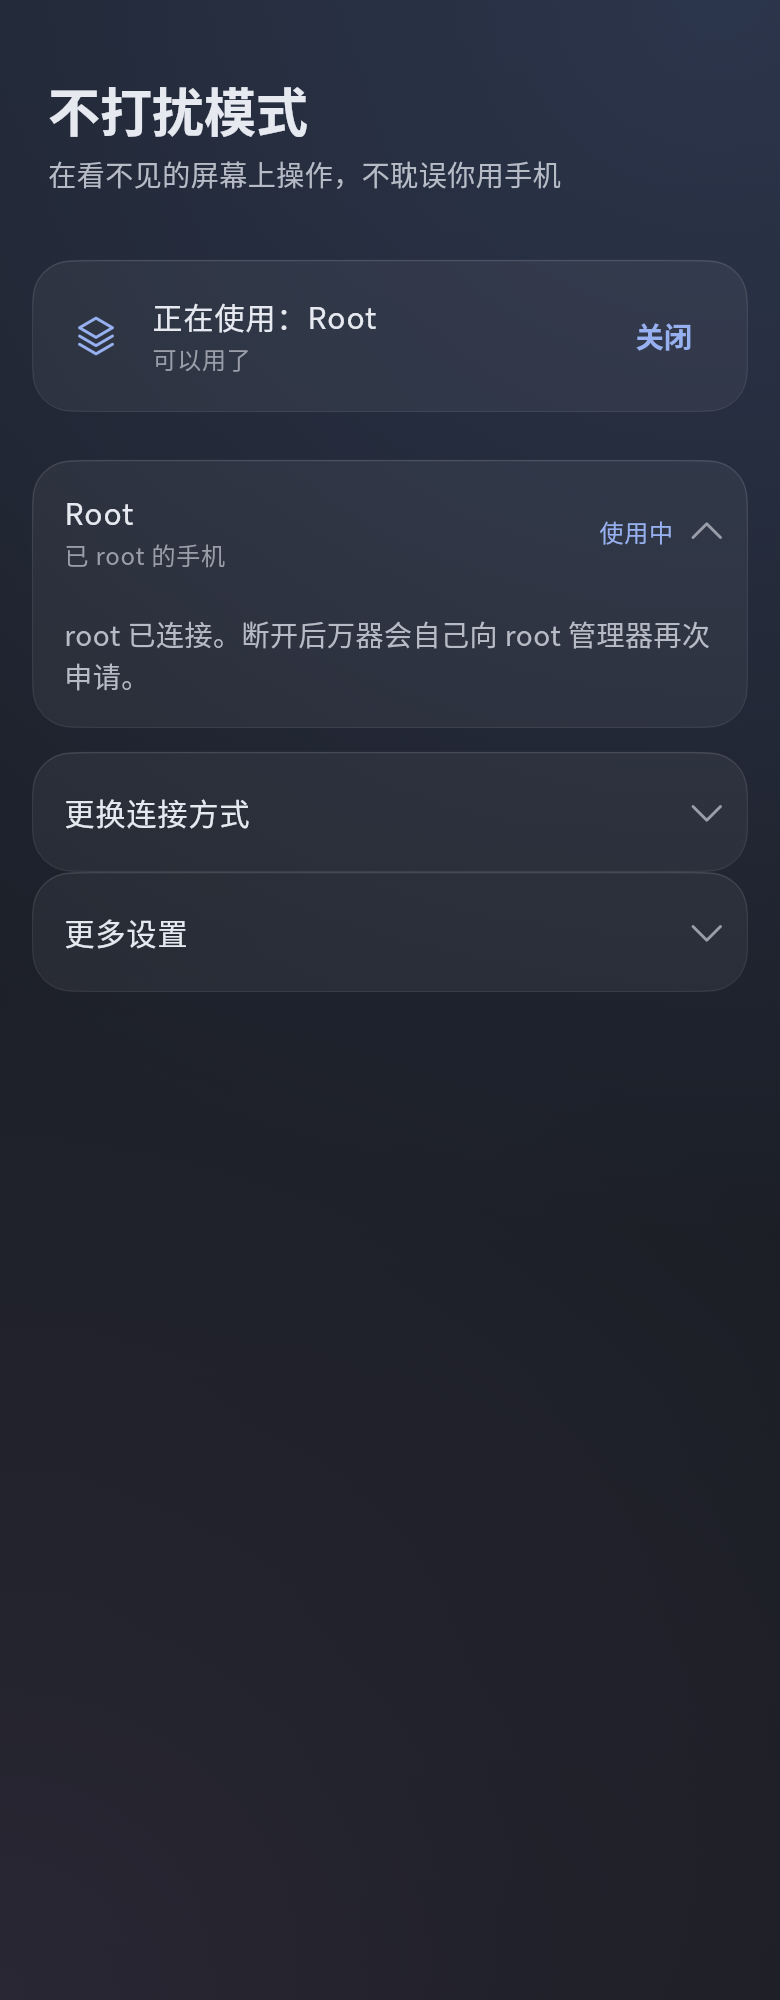 不打扰模式
在看不见的屏幕上操作，不耽误你用手机
正在使用：Root
可以用了
关闭
Root
已 root 的手机
使用中
root 已连接。断开后万器会自己向 root 管理器再次
申请。
更换连接方式
更多设置